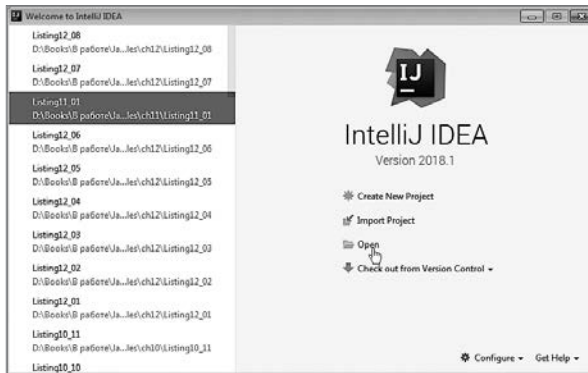 Welcome to IntelliJ IDEA
Listing12_08
D:\Books\В работе\Ja...les\ch12\Listing12_08
Listing12_07
D:\Books\В работе\Ja...les\ch12\Listing12_07
Listing11_01
D:\Books\В работе\Ja...les\ch11\Listing11_01
Listing12_06
D:\Books\В работе\Ja...les\ch12\Listing12_06
Listing12_05
D:\Books\В работе\Ja...les\ch12\Listing12_05
Listing12_04
D:\Books\В работе\Ja...les\ch12\Listing12_04
Listing12_03
D:\Books\В работе\Ja...les\ch12\Listing12_03
Listing12_02
D:\Books\В работе\Ja...les\ch12\Listing12_02
Listing12_01
D:\Books\В работе\Ja...les\ch12\Listing12_01
Listing10_11
D:\Books\В работе\Ja...les\ch10\Listing10_11
Listing10_10
IJ
IntelliJ IDEA
Version 2018.1
Create New Project
Import Project
Open
Check out from Version Control
Configure
Get Help